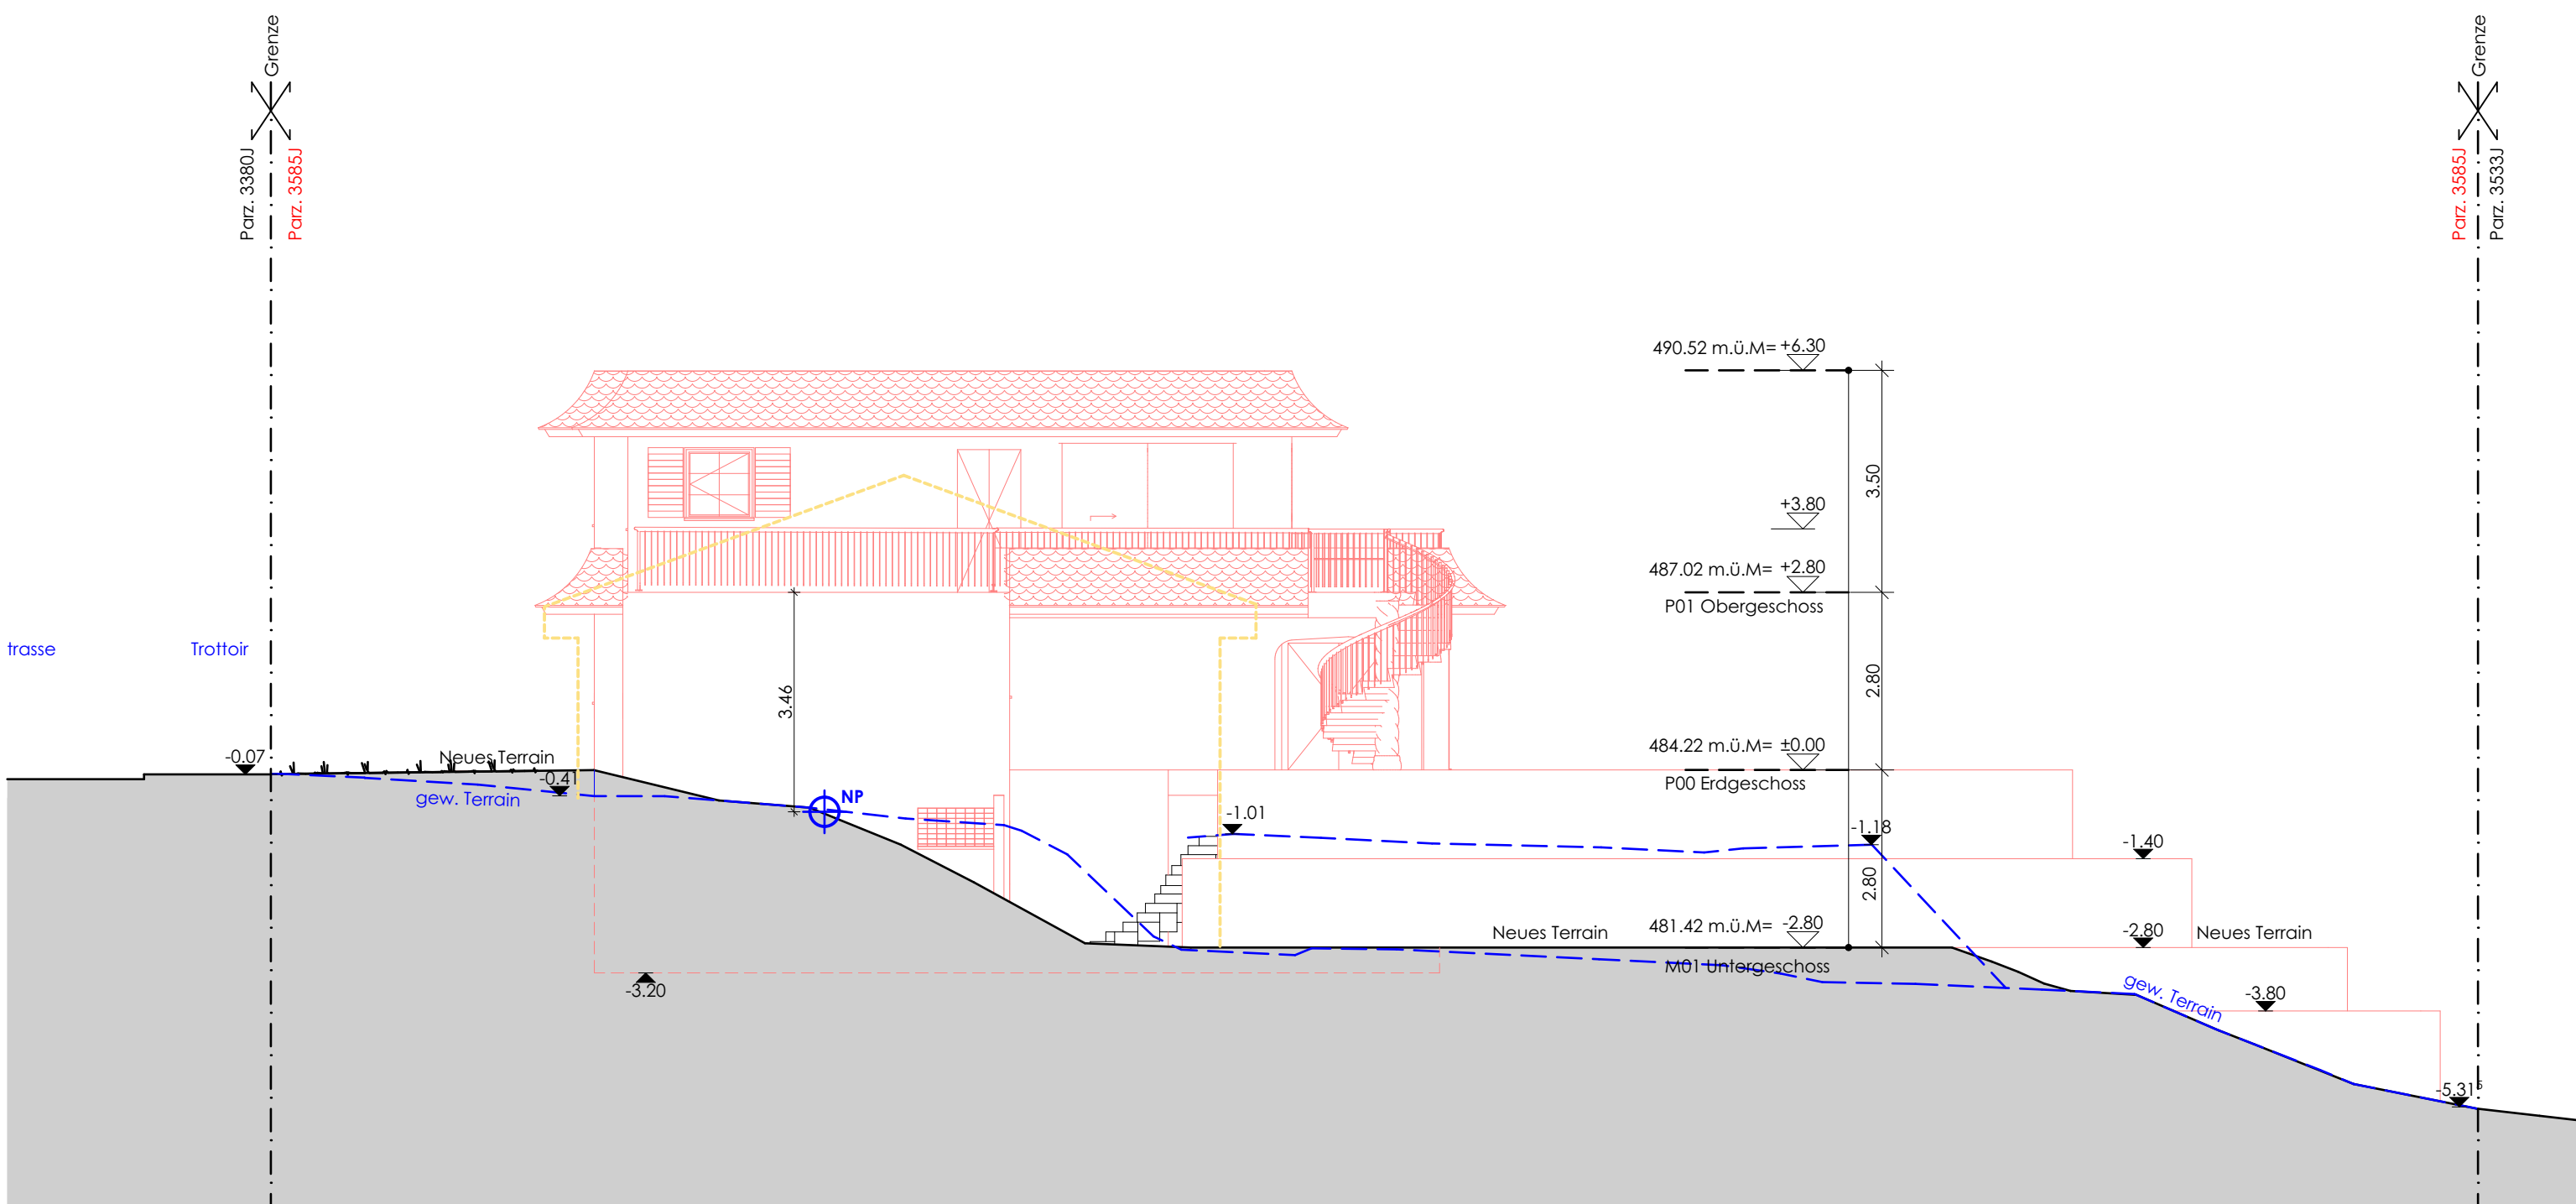 Grenze
Grenze
Parz. 3380J
Parz. 3585J
Parz. 3585J
Parz. 3533J
490.52 m.ü.M= +6.30
3.50
+3.80
487.02 m.ü.M= +2.80
P01 Obergeschoss
trasse
Trottoir
3.46
2.80
-0.07
Neues Terrain
-0.41
gew. Terrain
NP
484.22 m.ü.M= ±0.00
P00 Erdgeschoss
-1.01
-1.18
-1.40
2.80
Neues Terrain
481.42 m.ü.M= -2.80
-2.80
Neues Terrain
M01 Untergeschoss
-3.20
gew. Terrain
-3.80
-5.31⁵